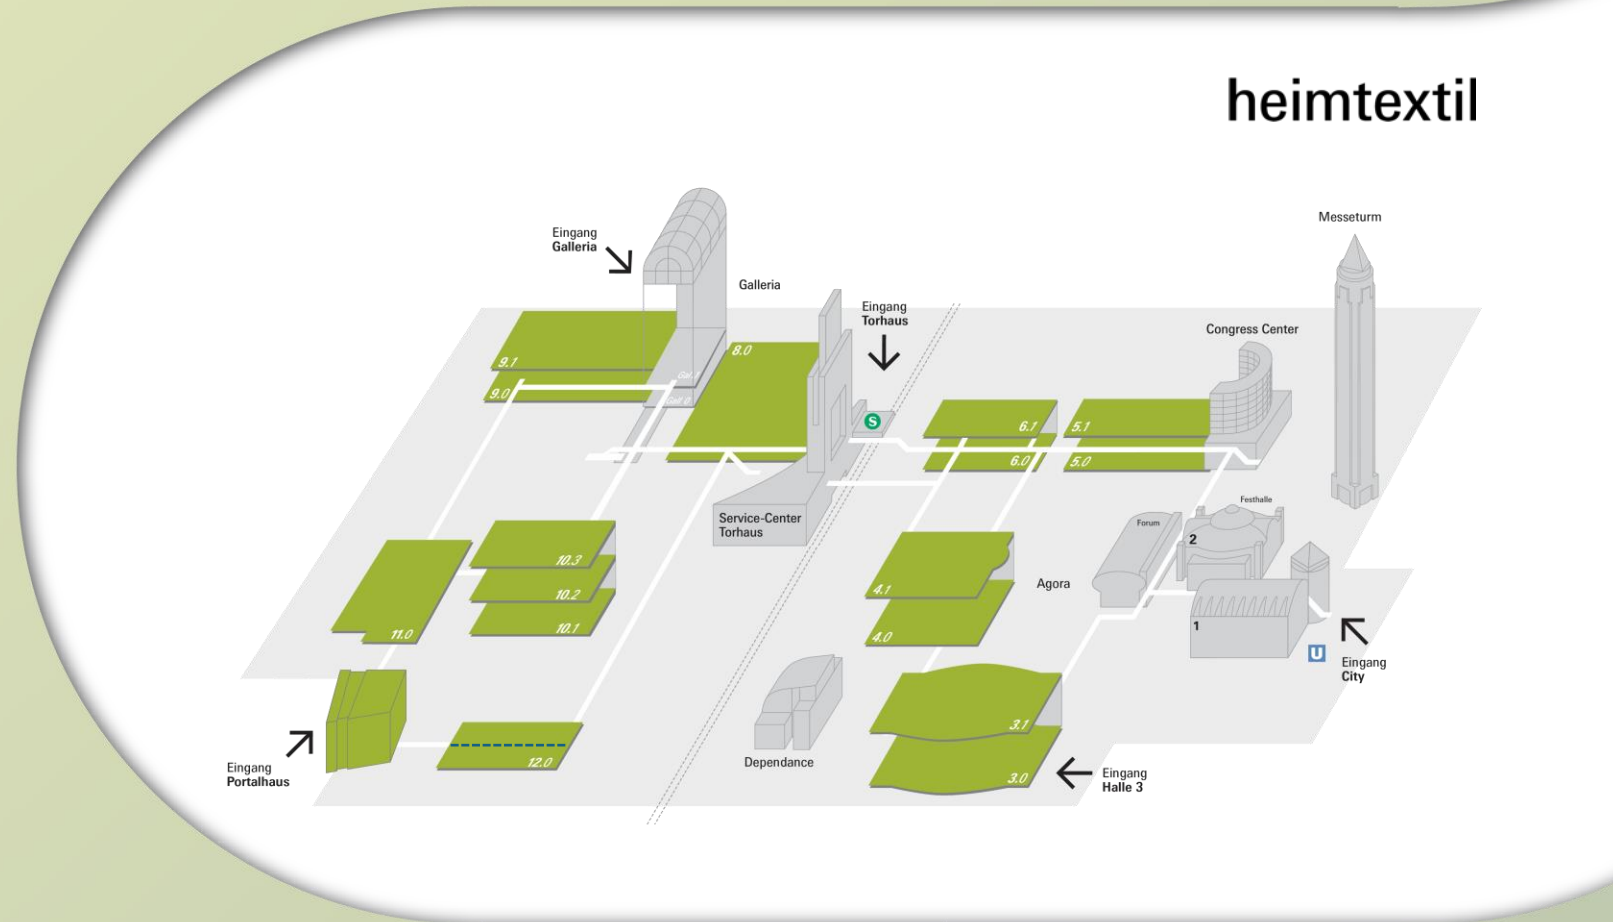 heimtextil
Messeturm
Eingang
Galleria
Galleria
Eingang
Torhaus
Congress Center
9.1
9.0
8.0
Gal.
Gall 0
S
6.1
6.0
5.1
5.0
Service-Center
Torhaus
Festhalle
Forum
2
10.3
10.2
10.1
11.0
4.1
4.0
Agora
1
U
Eingang
City
Eingang
Portalhaus
12.0
Dependance
3.1
3.0
Eingang
Halle 3